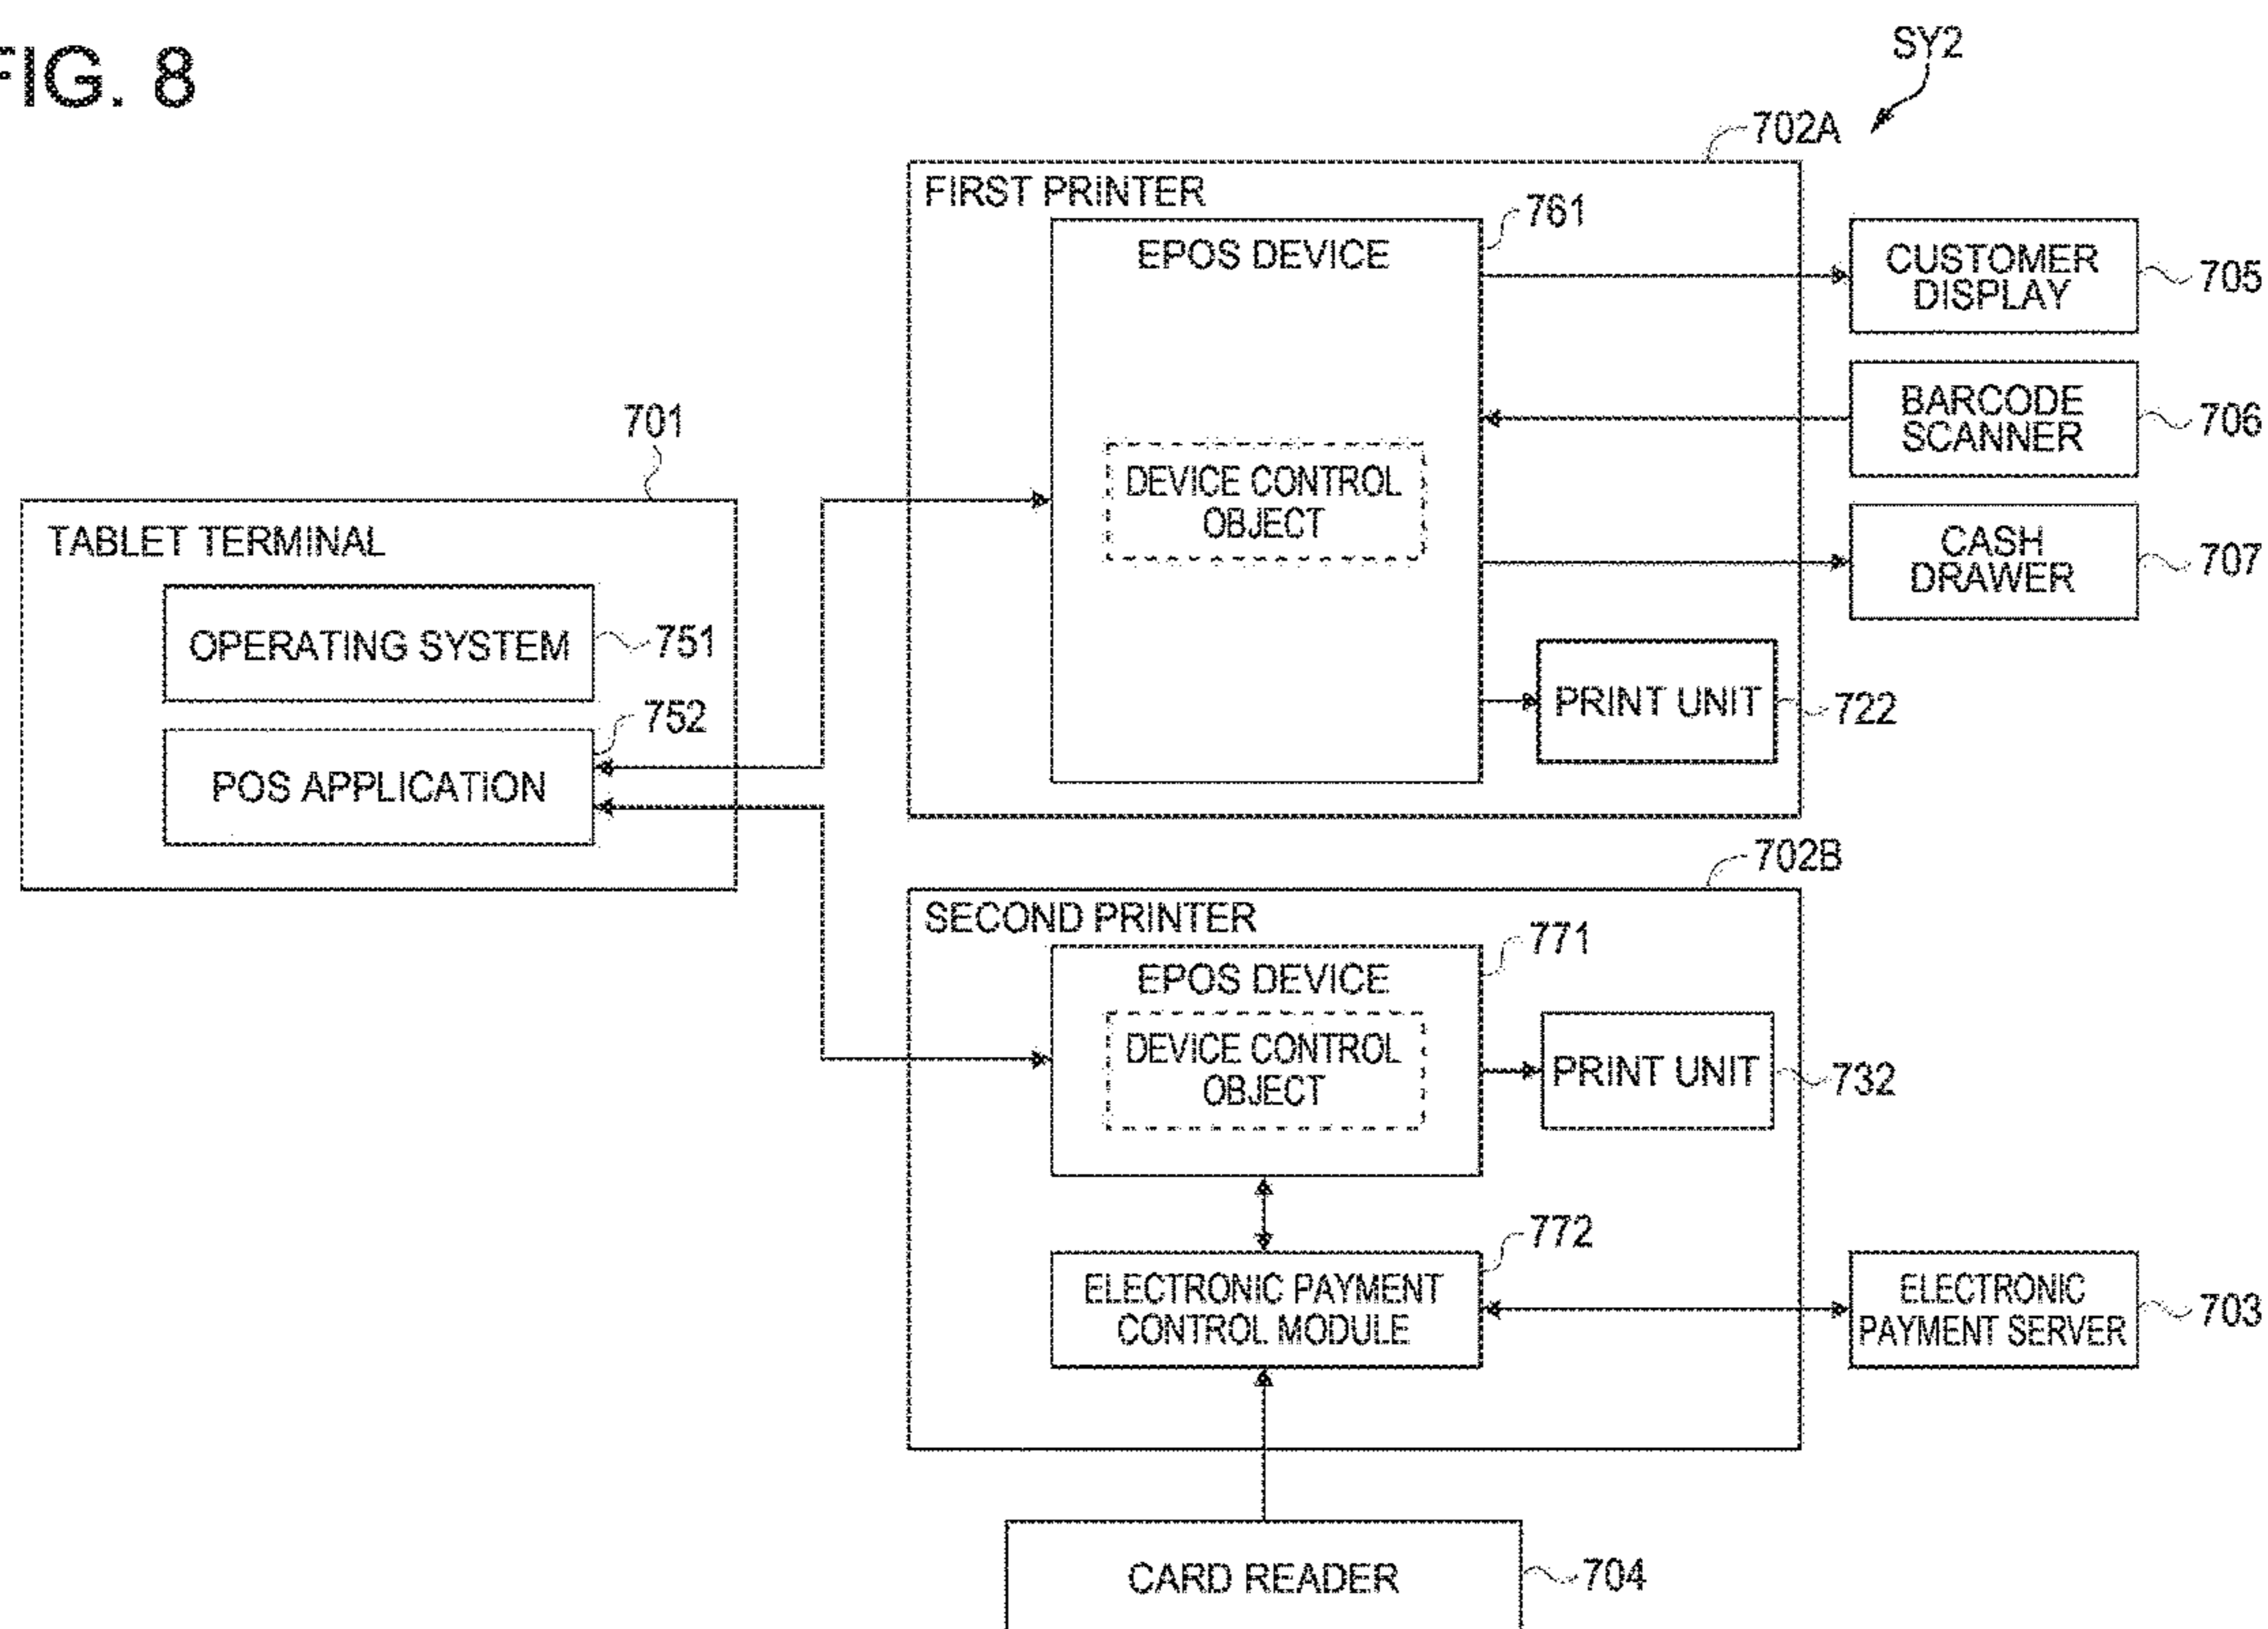 FIG. 8
SY2
702A
FIRST PRINTER
761
EPOS DEVICE
CUSTOMER
DISPLAY
705
BARCODE
SCANNER
706
DEVICE CONTROL
OBJECT
CASH
DRAWER
707
PRINT UNIT
722
701
TABLET TERMINAL
OPERATING SYSTEM
751
752
POS APPLICATION
702B
SECOND PRINTER
771
EPOS DEVICE
DEVICE CONTROL
OBJECT
PRINT UNIT
732
772
ELECTRONIC PAYMENT
CONTROL MODULE
ELECTRONIC
PAYMENT SERVER
703
CARD READER
704